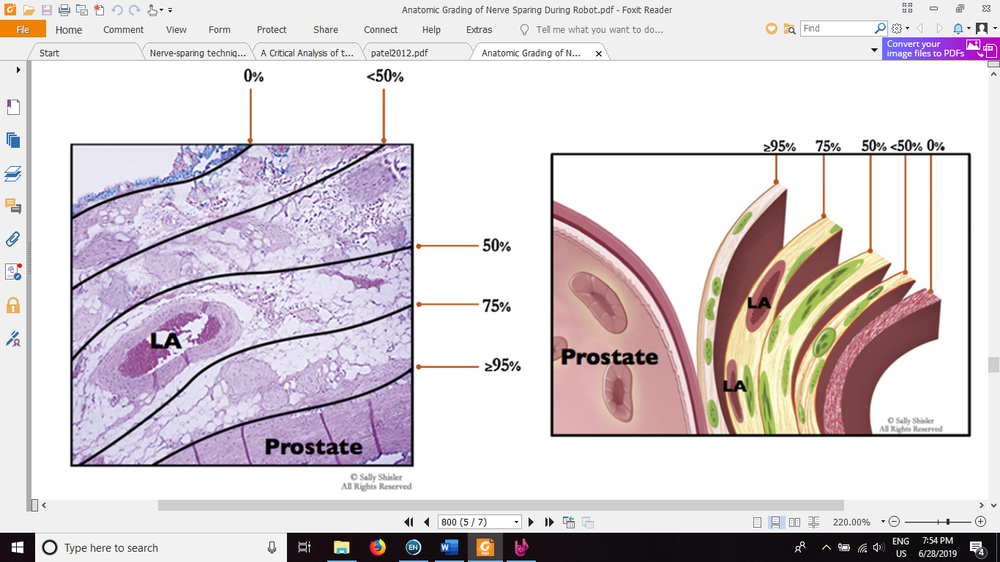 Anatomic Grading of Nerve Sparing During Robot.pdf - Foxit Reader
File Home Comment View Form Protect Share Connect Help Extras Tell me what you want to do... Find
Start Nerve-sparing techniq... A Critical Analysis of t... patel2012.pdf Anatomic Grading of N...
Convert your
image files to PDFs
PDF
0% <50%
50%
75%
≥95%
LA
Prostate
© Sally Shisler
All Rights Reserved
≥95% 75% 50% <50% 0%
LA
Prostate
LA
© Sally Shisler
All Rights Reserved
800 (5 / 7) 220.00%
Type here to search
EN
W
PDF
ENG
US
7:54 PM
6/28/2019
4